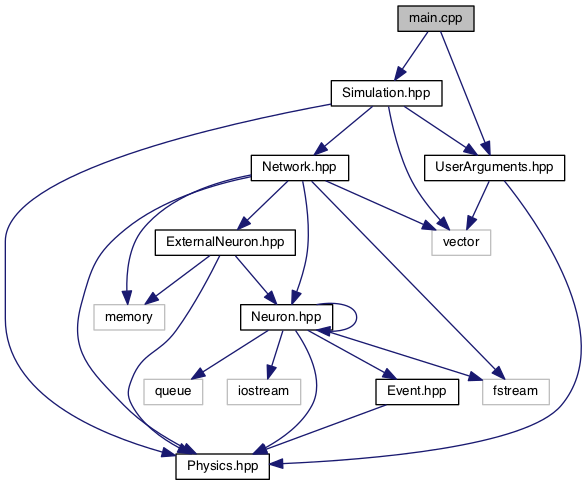 main.cpp
Simulation.hpp
Network.hpp
UserArguments.hpp
ExternalNeuron.hpp
vector
memory
Neuron.hpp
queue
iostream
Event.hpp
fstream
Physics.hpp